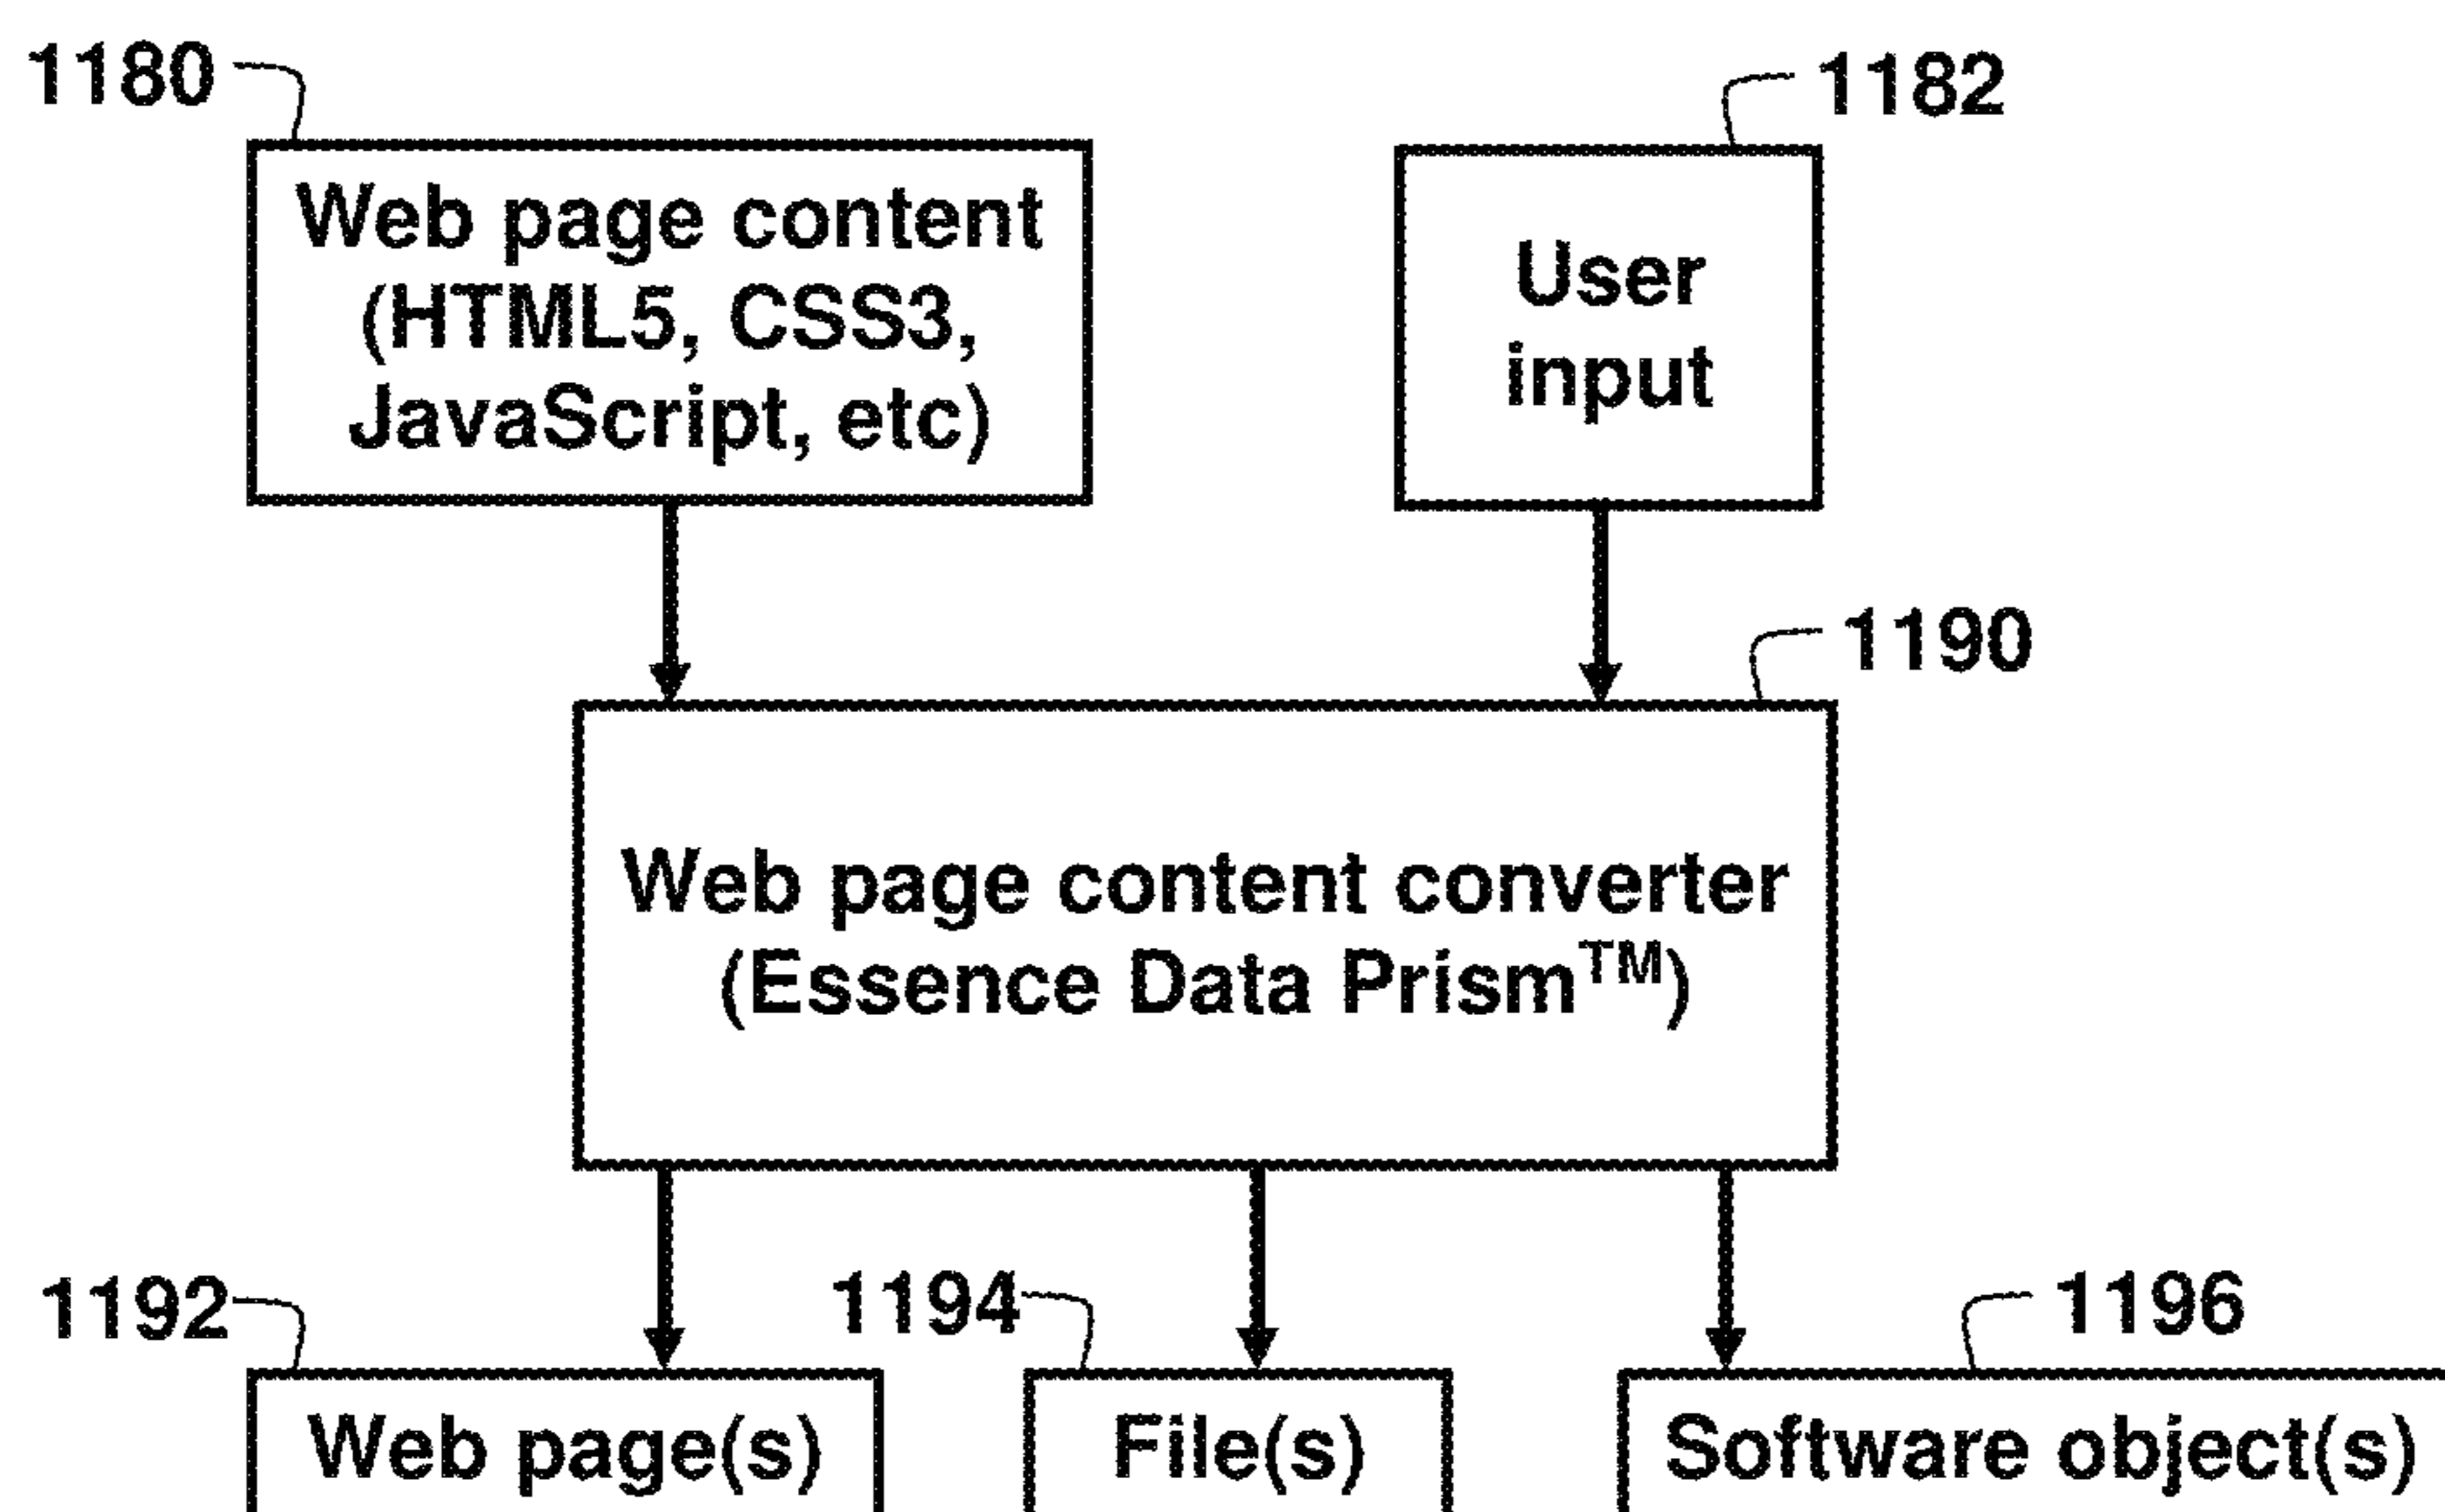 1180
1182
Web page content
(HTML5, CSS3,
JavaScript, etc)
User
input
1190
Web page content converter
(Essence Data Prism™)
1192
1194
1196
Web page(s)
File(s)
Software object(s)